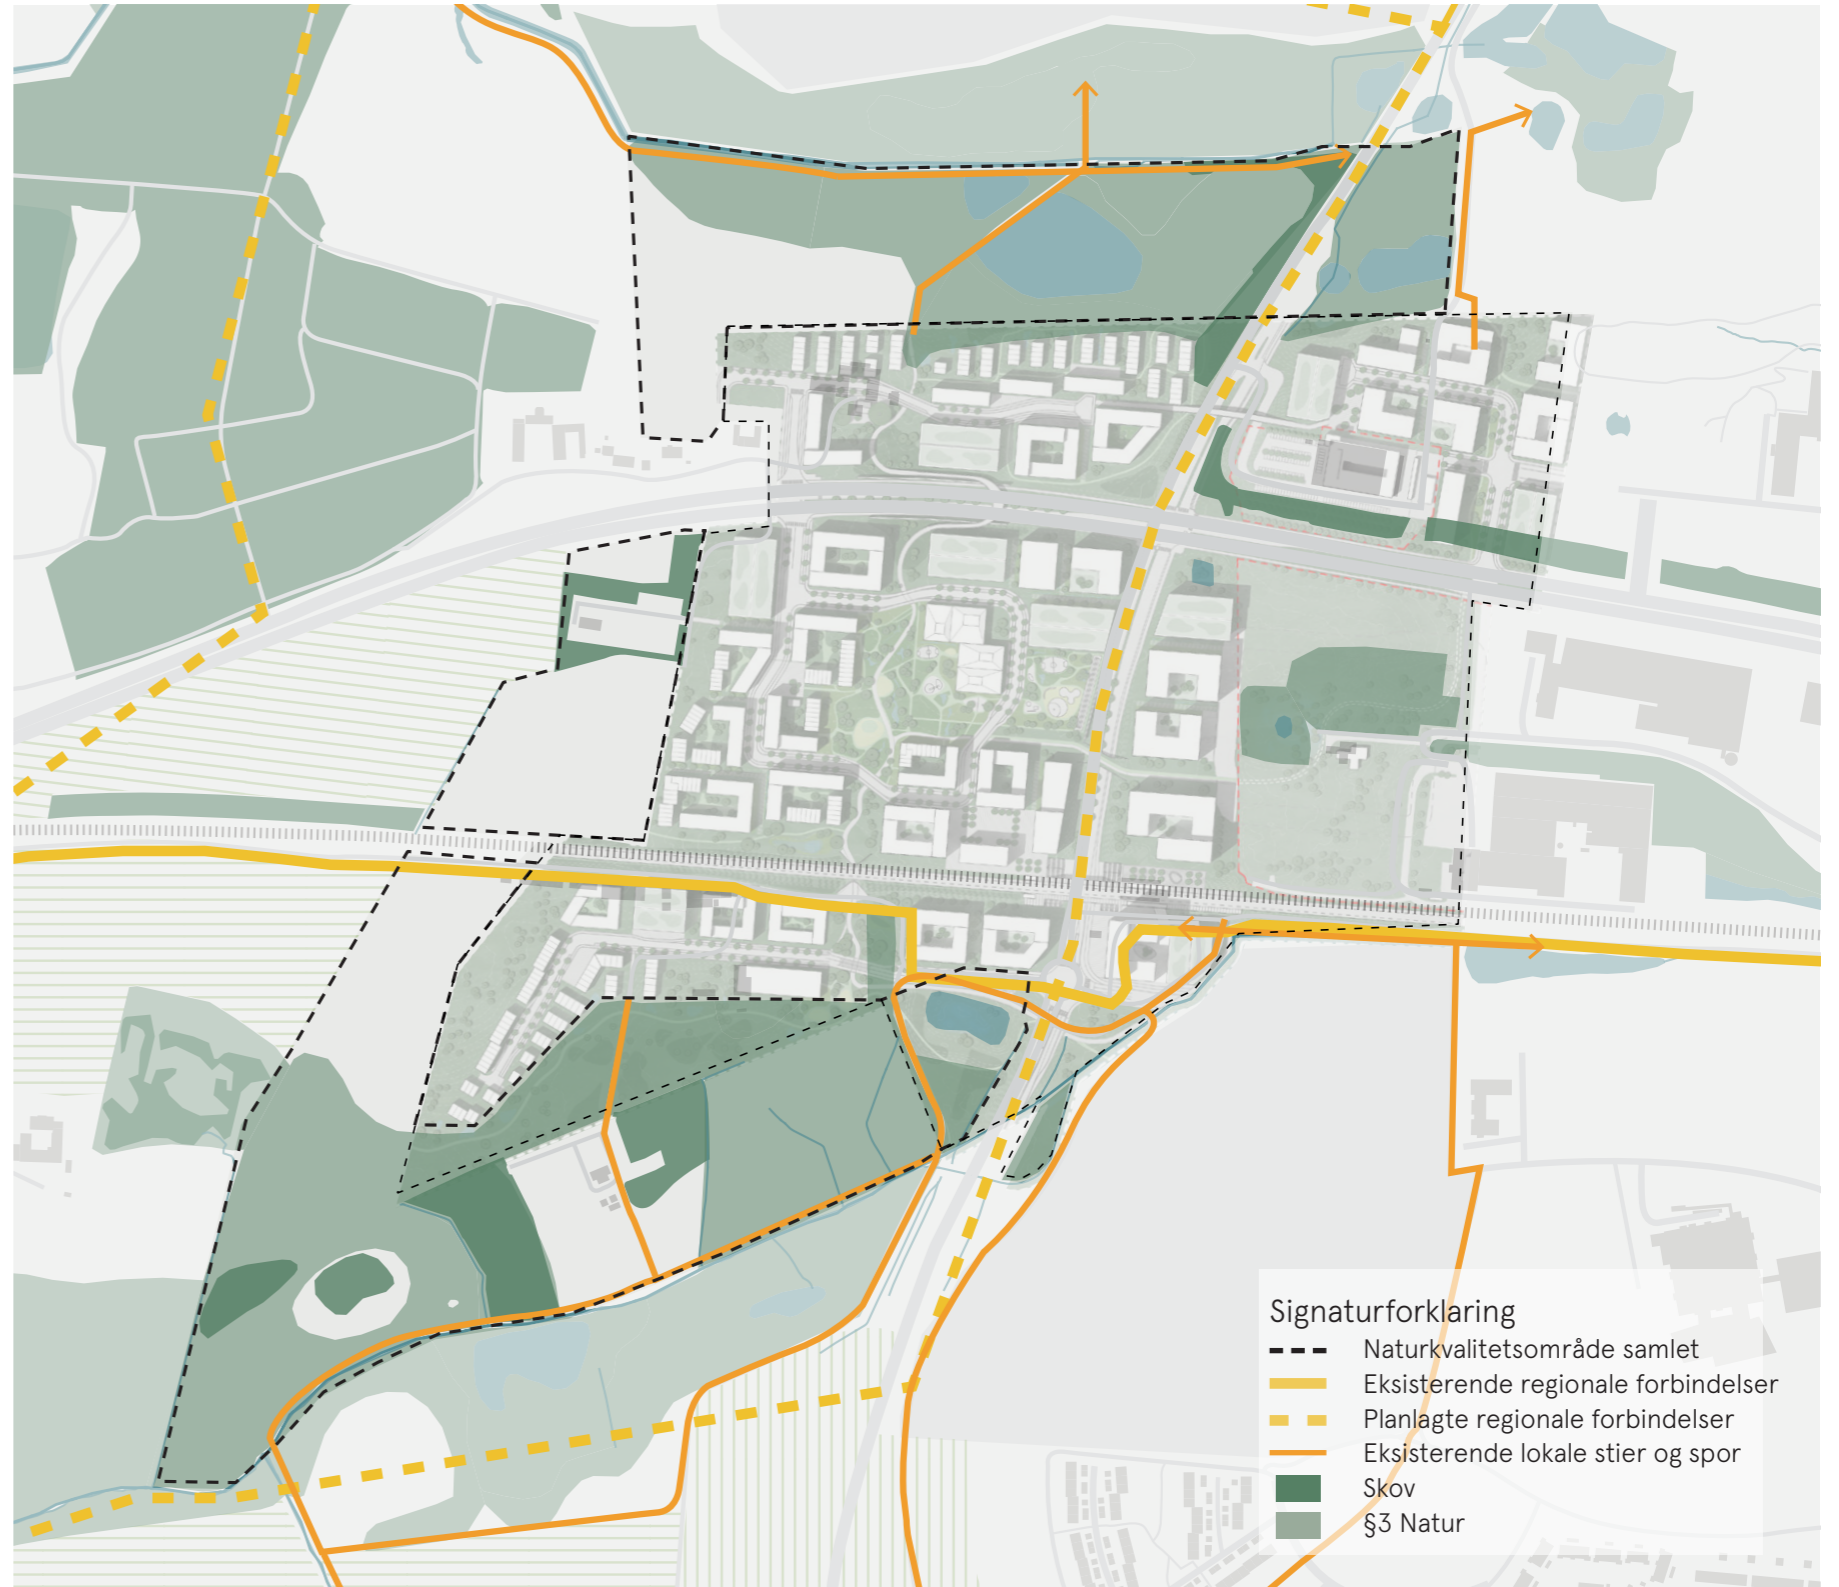 Signaturforklaring
Naturkvalitetsområde samlet
Eksisterende regionale forbindelser
Planlagte regionale forbindelser
Eksisterende lokale stier og spor
Skov
§3 Natur